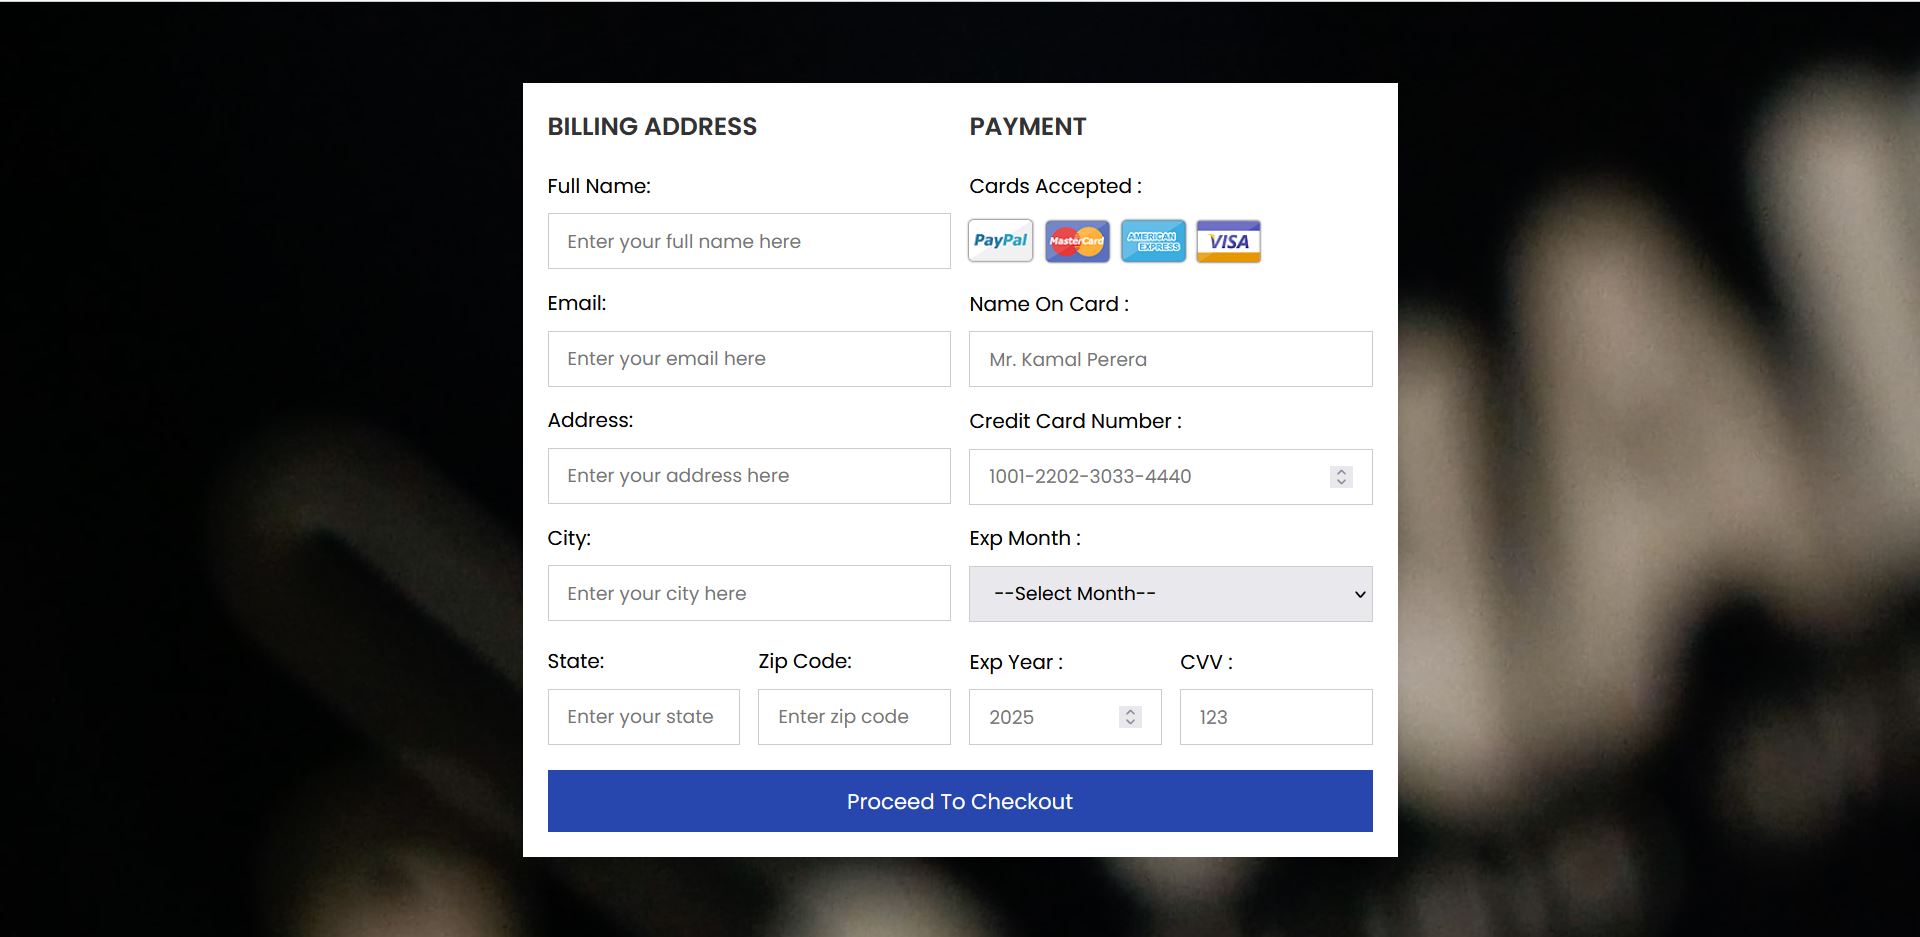 BILLING ADDRESS
Full Name:
Enter your full name here
Email:
Enter your email here
Address:
Enter your address here
City:
Enter your city here
State:
Enter your state
Zip Code:
Enter zip code
PAYMENT
Cards Accepted :
PayPal MasterCard AMERICAN EXPRESS VISA
Name On Card :
Mr. Kamal Perera
Credit Card Number :
1001-2202-3033-4440
Exp Month :
--Select Month--
Exp Year :
2025
CVV :
123
Proceed To Checkout